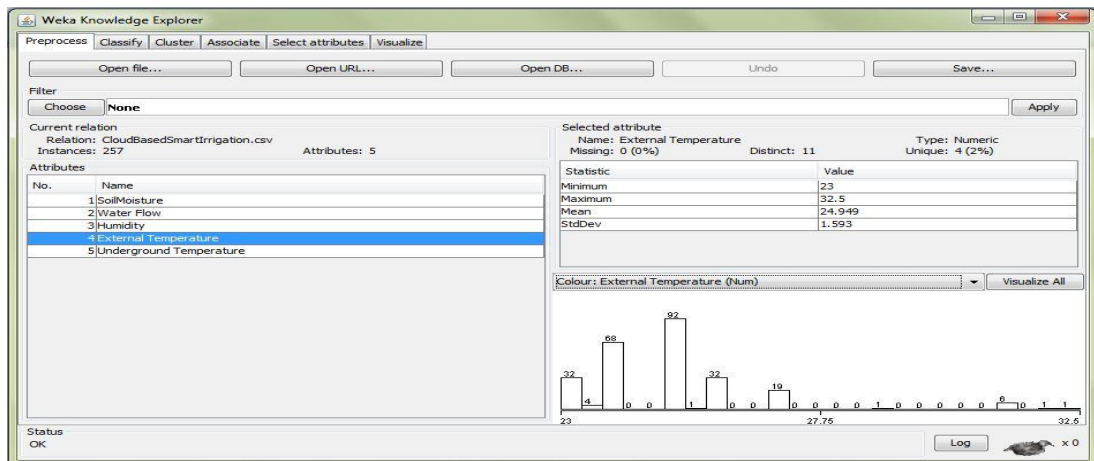 Weka Knowledge Explorer
Preprocess Classify Cluster Associate Select attributes Visualize
Open file... Open URL... Open DB... Undo Save...
Filter
Choose None Apply
Current relation
Relation: CloudBasedSmartIrrigation.csv
Instances: 257 Attributes: 5
Attributes
No. Name
1 SoilMoisture
2 Water Flow
3 Humidity
4 External Temperature
5 Underground Temperature
Selected attribute
Name: External Temperature Type: Numeric
Missing: 0 (0%) Distinct: 11 Unique: 4 (2%)
Statistic Value
Minimum 23
Maximum 32.5
Mean 24.949
StdDev 1.593
Colour: External Temperature (Num) Visualize All
32 4 68 0 0 92 1 32 0 0 19 0 0 0 0 1 0 0 0 0 0 6 0 1 1
23 27.75 32.5
Status
OK Log x 0